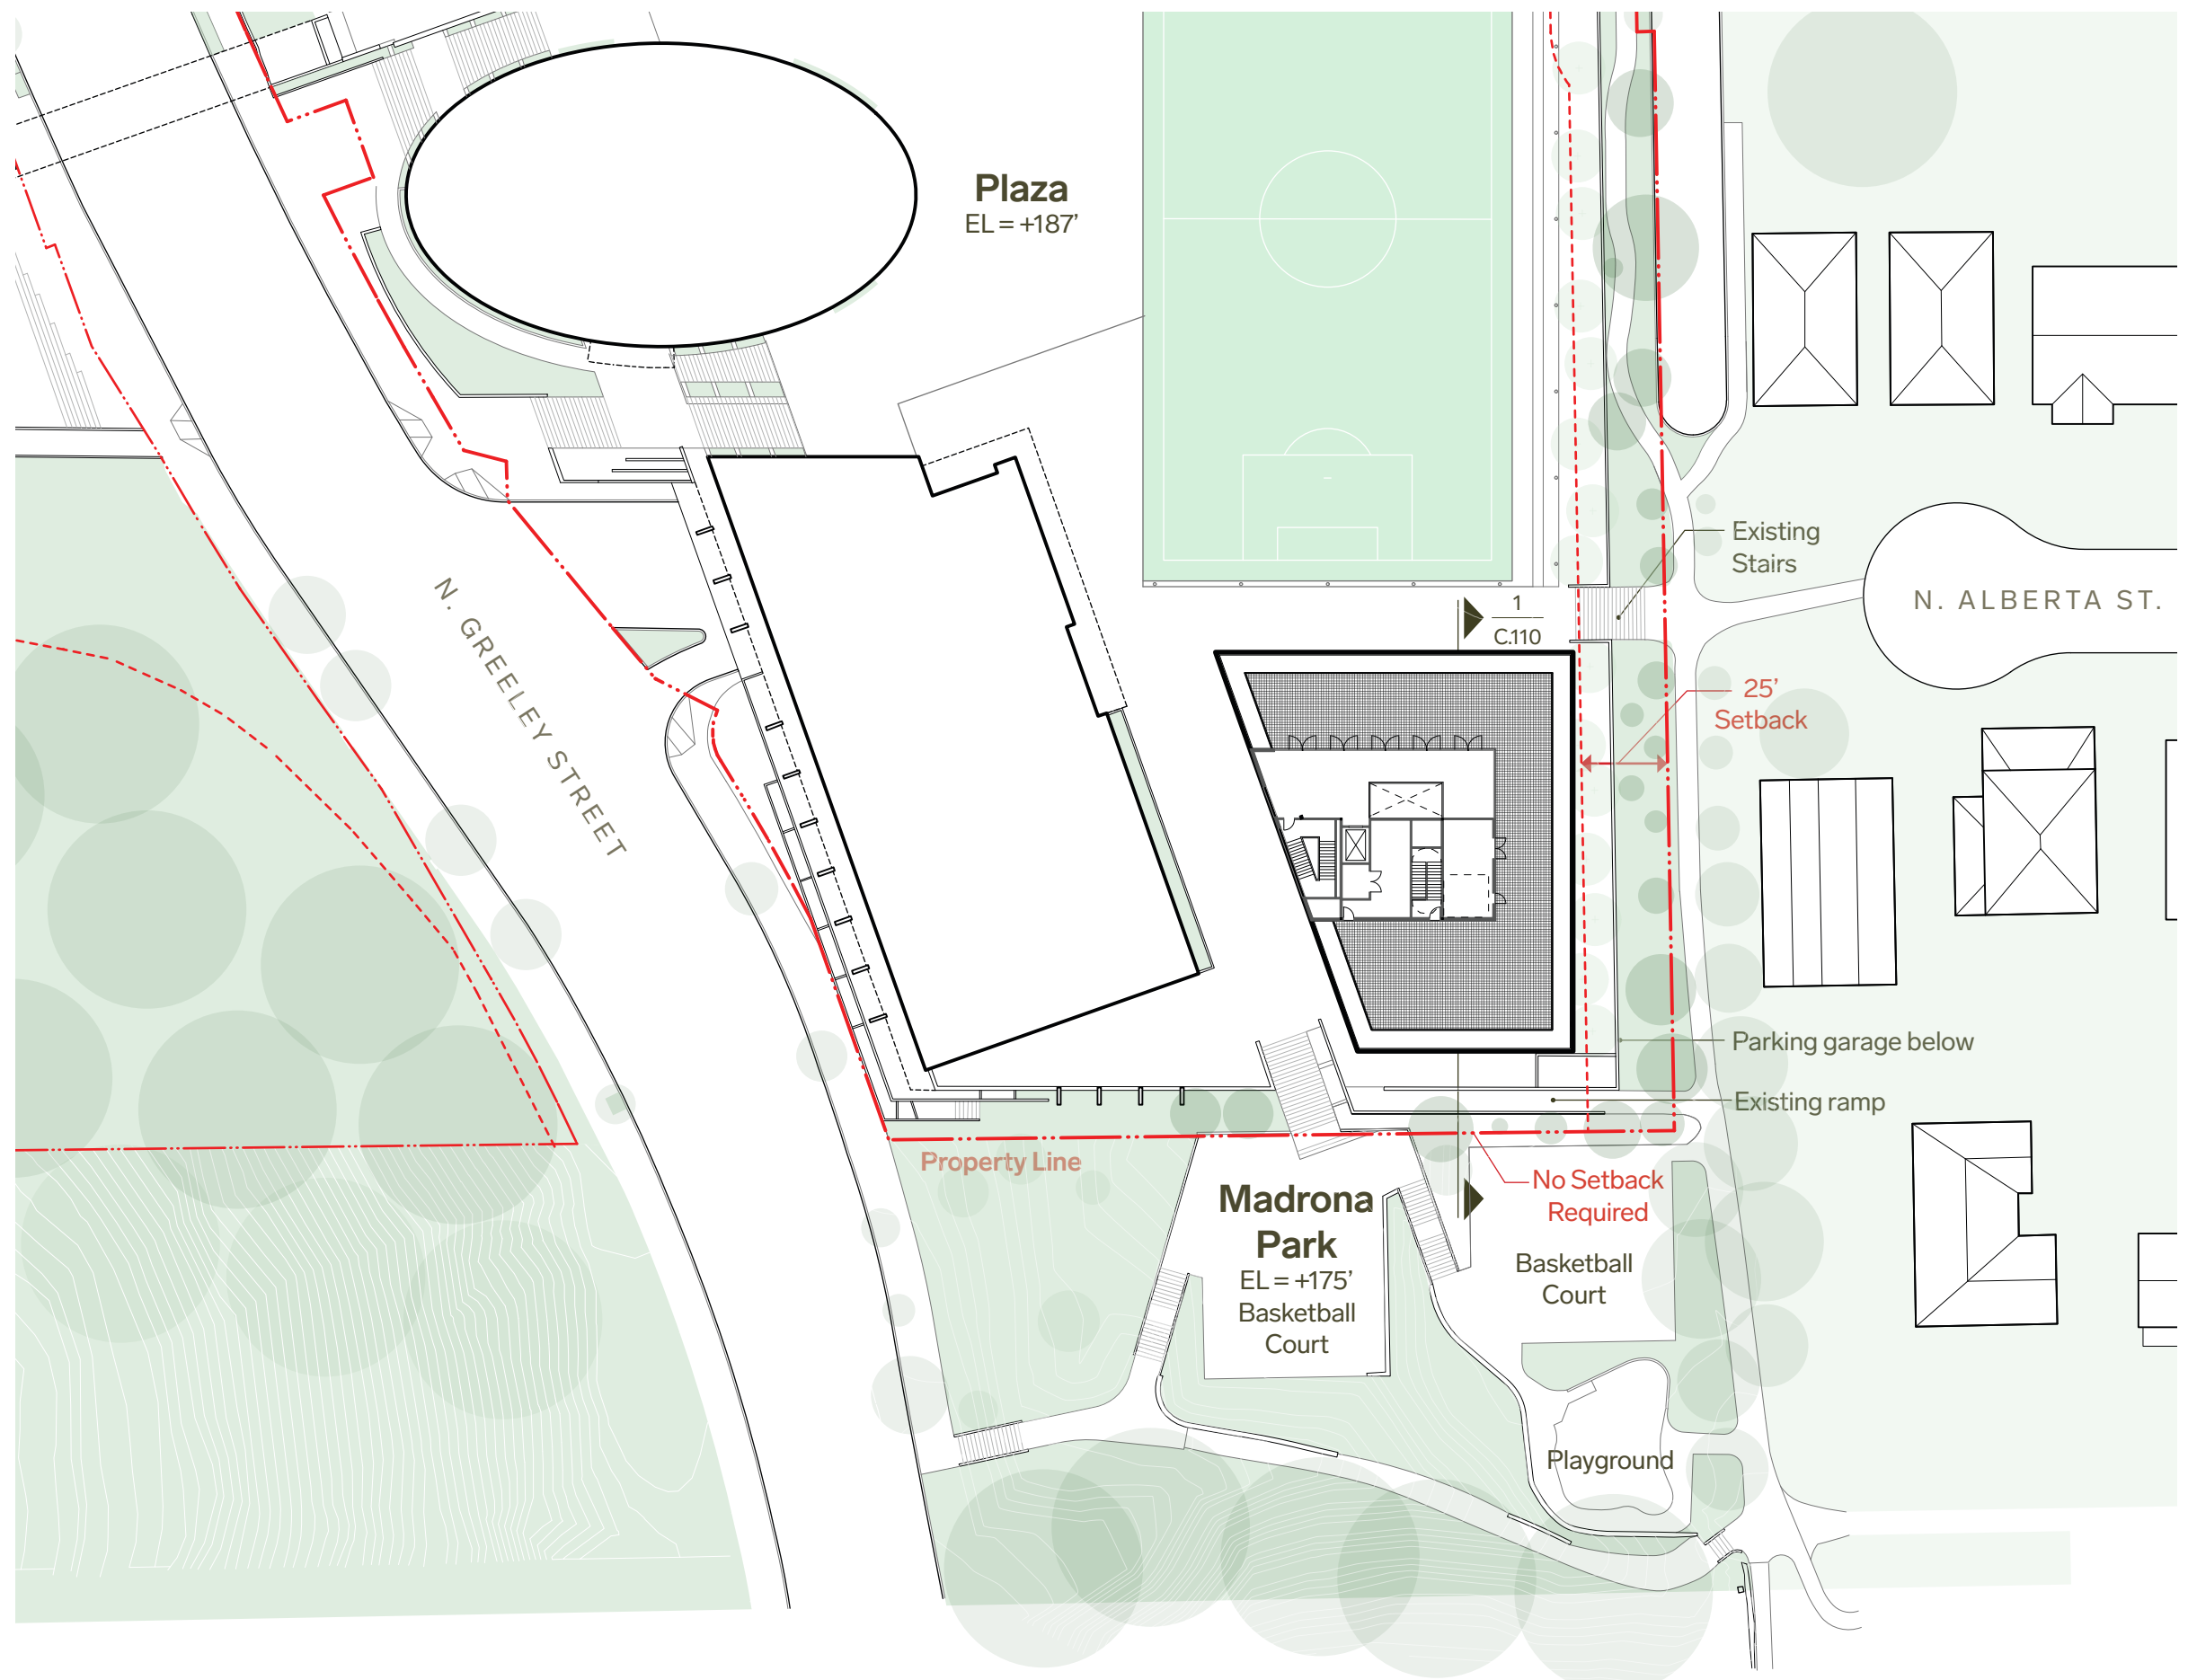 Plaza
EL = +187’
Existing
Stairs
N. ALBERTA ST.
1
C.110
N. GREELEY STREET
25’
Setback
Parking garage below
Existing ramp
Property Line
No Setback
Required
Madrona
Park
EL = +175’
Basketball
Court
Basketball
Court
Playground